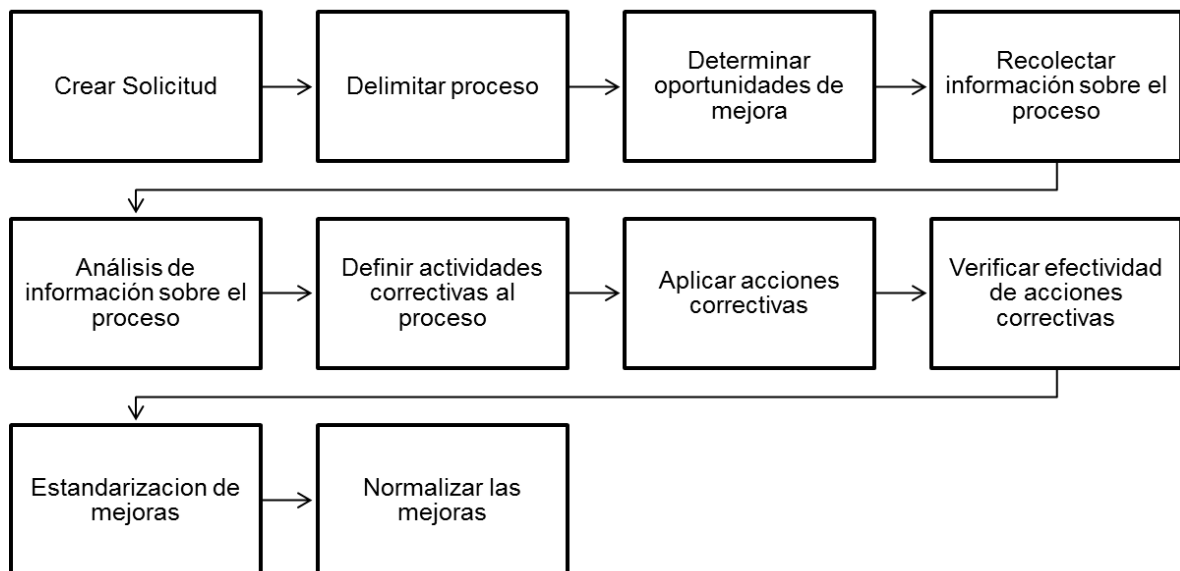 Crear Solicitud
Delimitar proceso
Determinar
oportunidades de
mejora
Recolectar
información sobre el
proceso
Análisis de
información sobre el
proceso
Definir actividades
correctivas al
proceso
Aplicar acciones
correctivas
Verificar efectividad
de acciones
correctivas
Estandarizacion de
mejoras
Normalizar las
mejoras